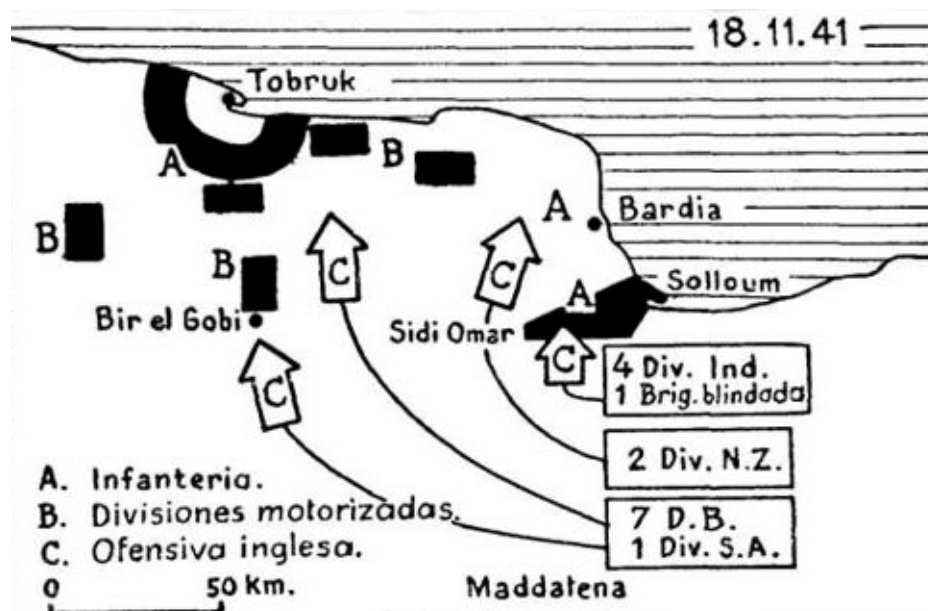 18.11.41
Tobruk
A
B
A
Bardia
B
B
C
C
A
Solloum
Bir el Gobi
Sidi Omar
C
C
4 Div. Ind.
1 Brig. blindada
2 Div. N.Z.
A. Infanteria.
B. Divisiones motorizadas.
C. Ofensiva inglesa.
7 D.B.
1 Div. S.A.
0 50 Km.
Maddatena